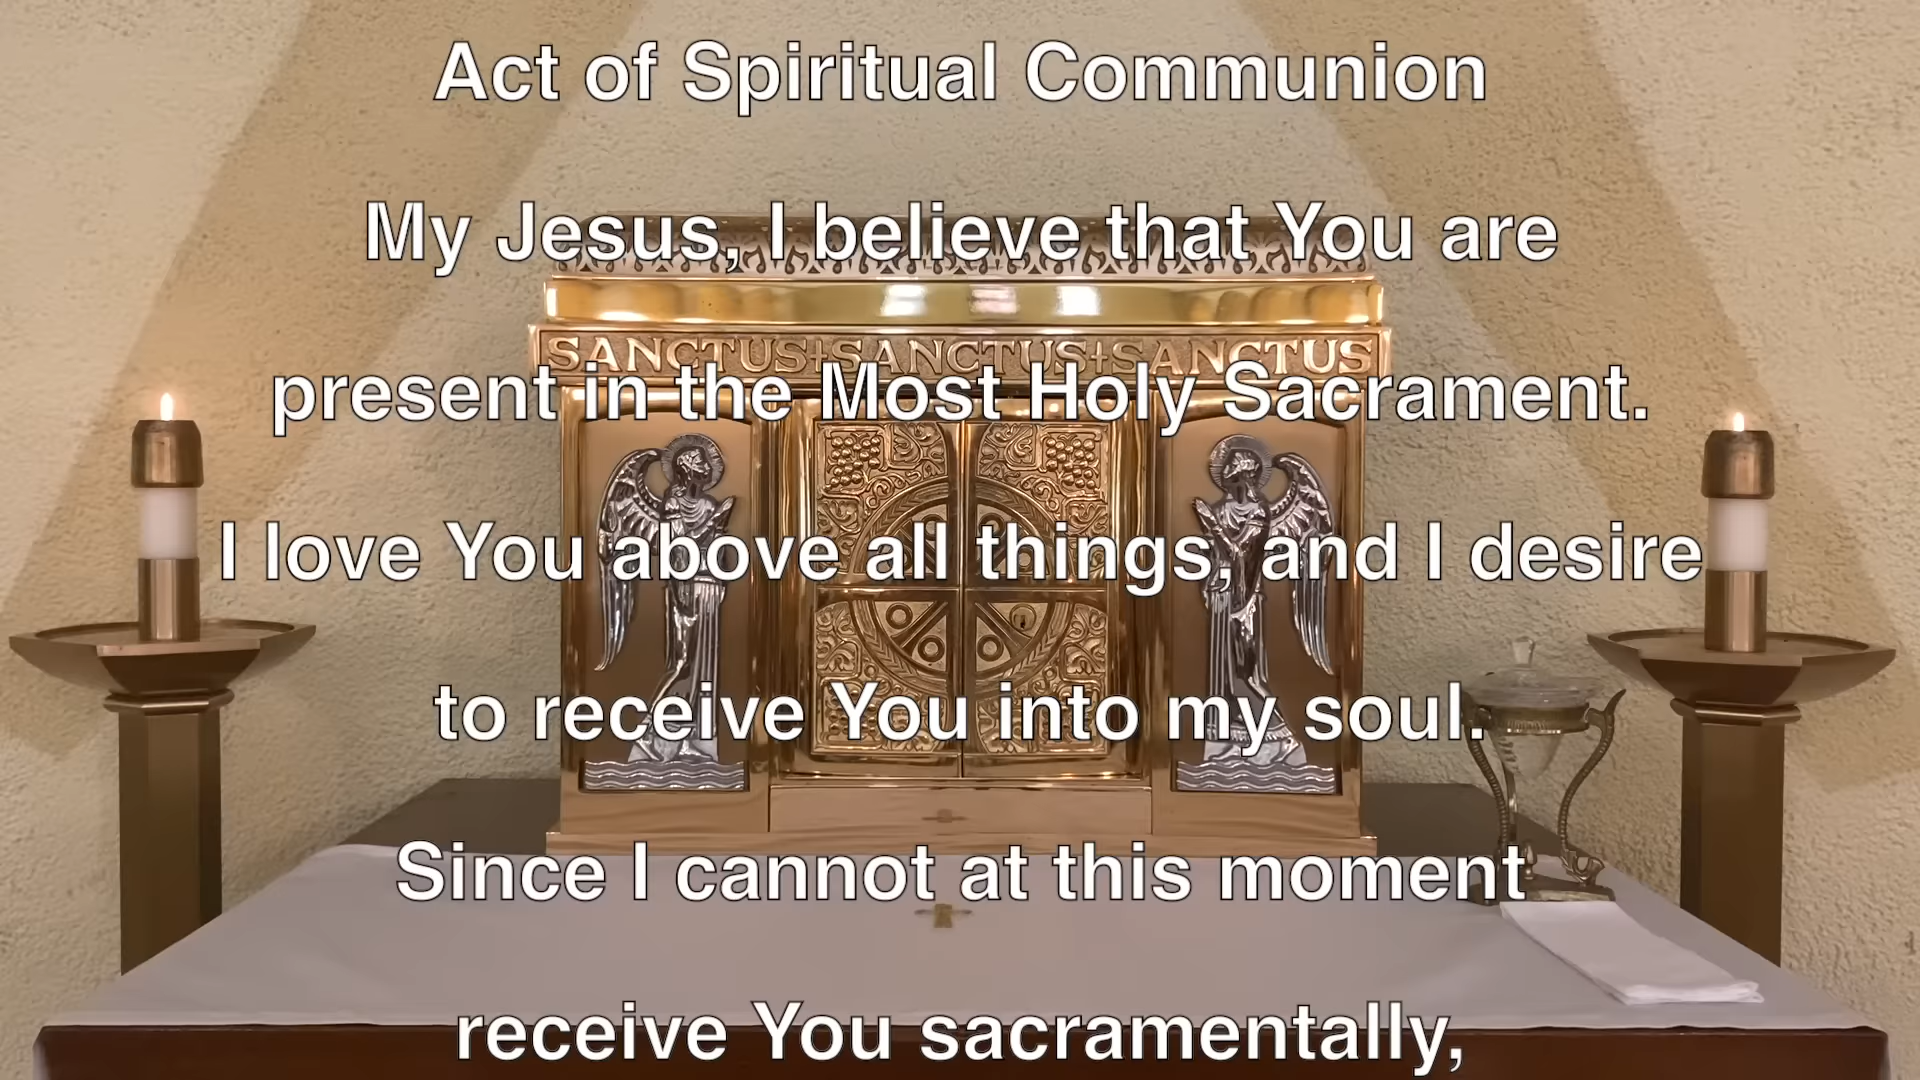 Act of Spiritual Communion
My Jesus, I believe that You are
SANCTUS+SANCTUS+SANCTUS
present in the Most Holy Sacrament.
I love You above all things, and I desire
to receive You into my soul.
Since I cannot at this moment
receive You sacramentally,